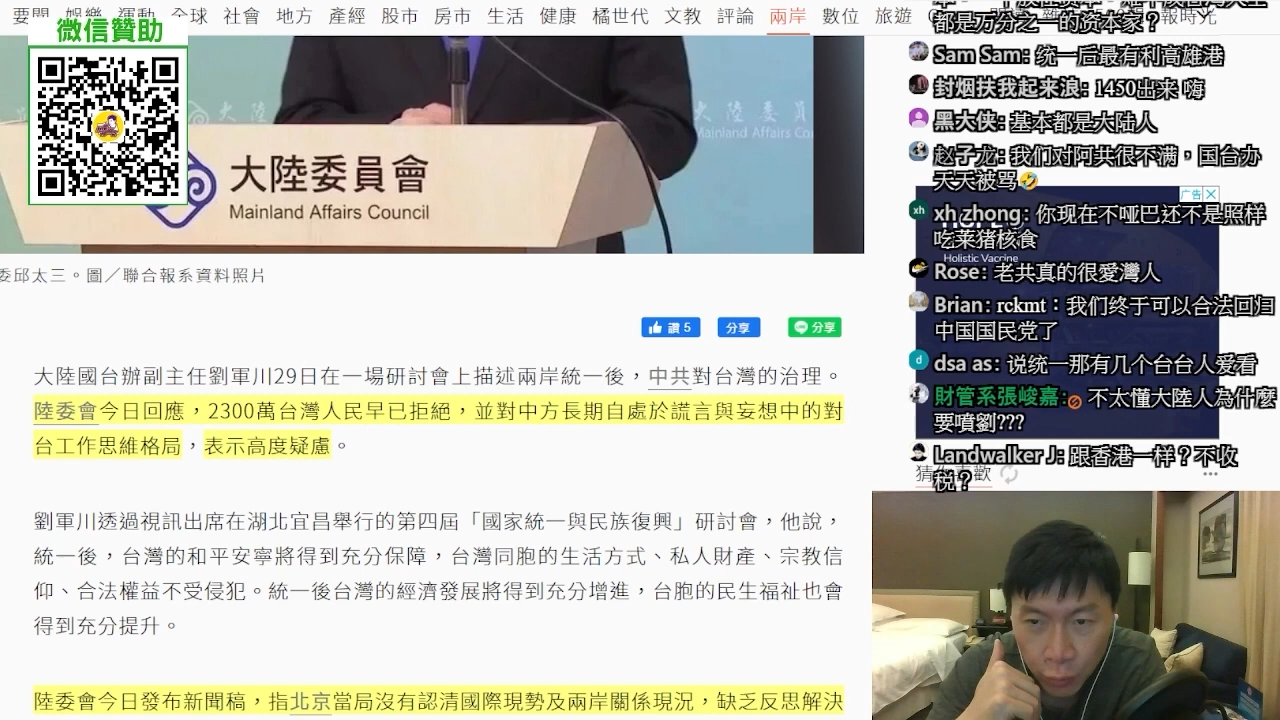 要聞 娛樂 運動 全球 社會 地方 產經 股市 房市 生活 健康 橘世代 文教 評論 兩岸 數位 旅遊
報時光
微信贊助
大陸委員會
Mainland Affairs Council
大陸委員
Mainland Affairs Cou
委邱太三。圖／聯合報系資料照片
讚 5
分享
分享
大陸國台辦副主任劉軍川29日在一場研討會上描述兩岸統一後，中共對台灣的治理。
陸委會今日回應，2300萬台灣人民早已拒絕，並對中方長期自處於謊言與妄想中的對
台工作思維格局，表示高度疑慮。
劉軍川透過視訊出席在湖北宜昌舉行的第四屆「國家統一與民族復興」研討會，他說，
統一後，台灣的和平安寧將得到充分保障，台灣同胞的生活方式、私人財產、宗教信
仰、合法權益不受侵犯。統一後台灣的經濟發展將得到充分增進，台胞的民生福祉也會
得到充分提升。
陸委會今日發布新聞稿，指北京當局沒有認清國際現勢及兩岸關係現況，缺乏反思解決
都是万分之一的资本家？
Sam Sam: 统一后最有利高雄港
封烟扶我起来浪: 1450出来 嗨
黑大侠: 基本都是大陆人
赵子龙: 我们对阿共很不满，国台办
天天被骂🤣
广告
xh
xh zhong: 你现在不哑巴还不是照样
吃莱猪核食
Holistic Vaccine
Rose: 老共真的很愛灣人
Brian: rckmt：我们终于可以合法回归
中国国民党了
d
dsa as: 说统一那有几个台台人爱看
財管系張峻嘉: 不太懂大陸人為什麼
要噴劉???
Landwalker J: 跟香港一样？不收
税？
猜你喜歡